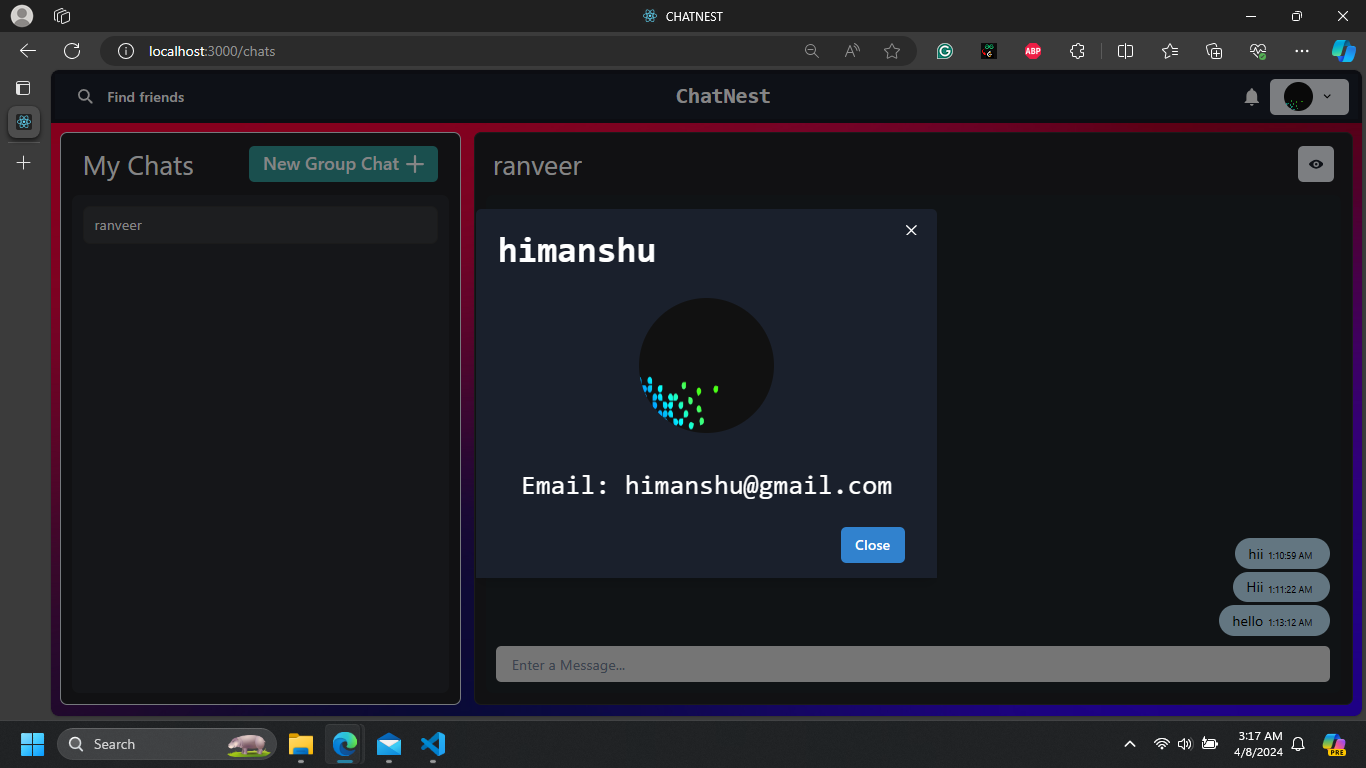 CHATNEST
localhost:3000/chats
ABP
Find friends
ChatNest
My Chats
New Group Chat
ranveer
ranveer
himanshu
Email: himanshu@gmail.com
Close
hii 1:10:59 AM
Hii 1:11:22 AM
hello 1:13:12 AM
Enter a Message...
Search
3:17 AM
4/8/2024
PRE